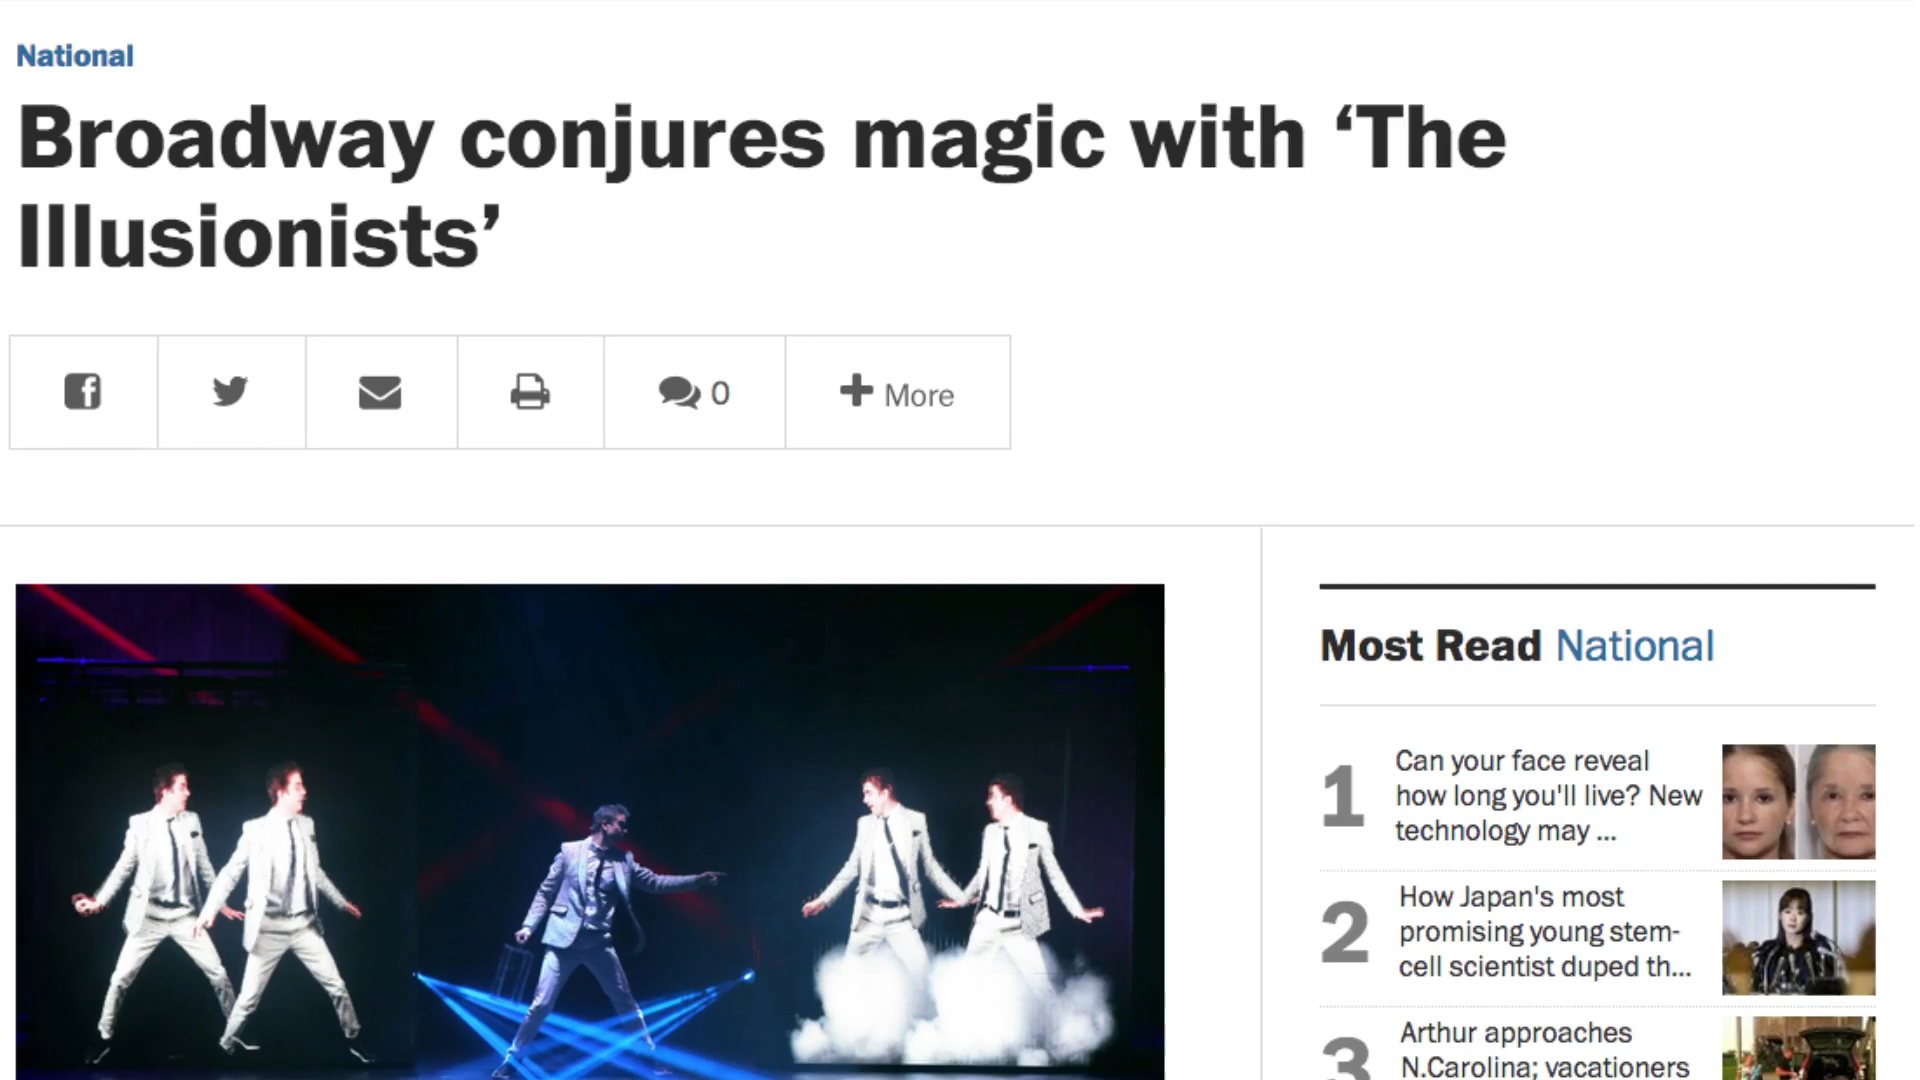 National
Broadway conjures magic with ‘The
Illusionists’
0
More
Most Read National
1
Can your face reveal
how long you'll live? New
technology may ...
2
How Japan's most
promising young stem-
cell scientist duped th...
3
Arthur approaches
N.Carolina; vacationers